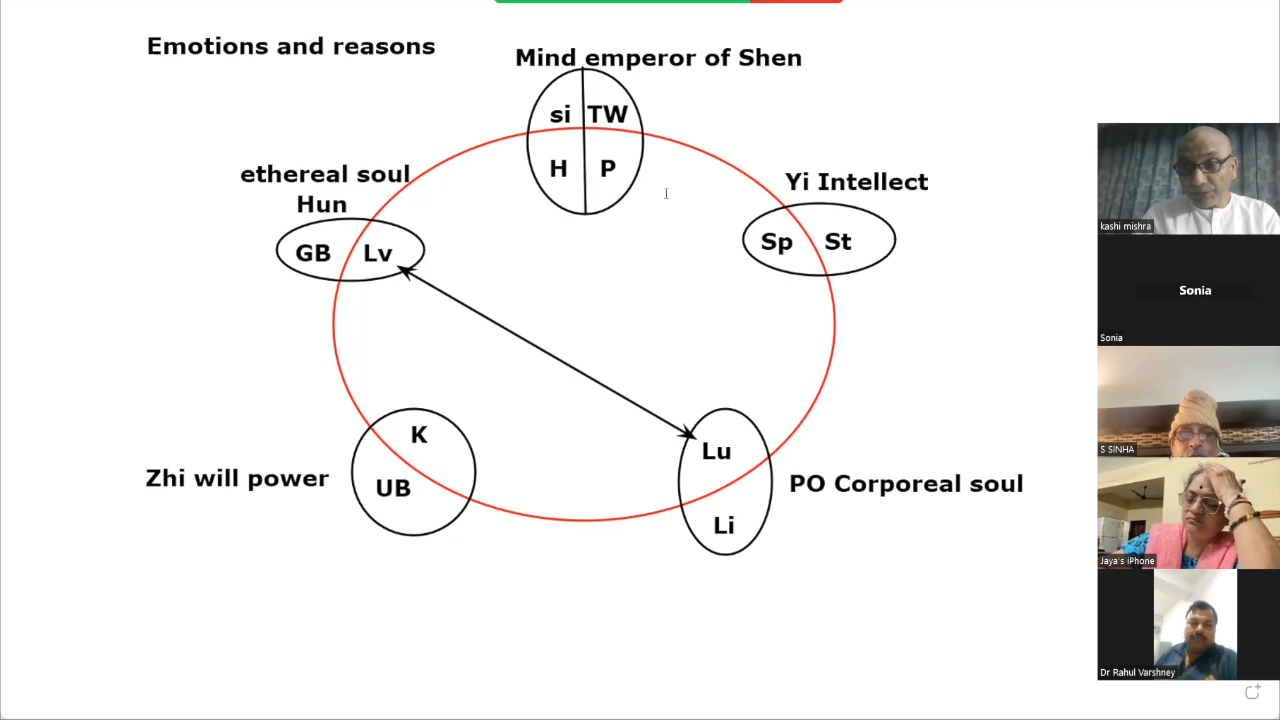 Emotions and reasons
Mind emperor of Shen
si TW
H P
ethereal soul
Hun
GB Lv
Yi Intellect
Sp St
K
UB
Zhi will power
Lu
Li
PO Corporeal soul
kashi mishra
Sonia
Sonia
S SINHA
Jaya's iPhone
Dr Rahul Varshney